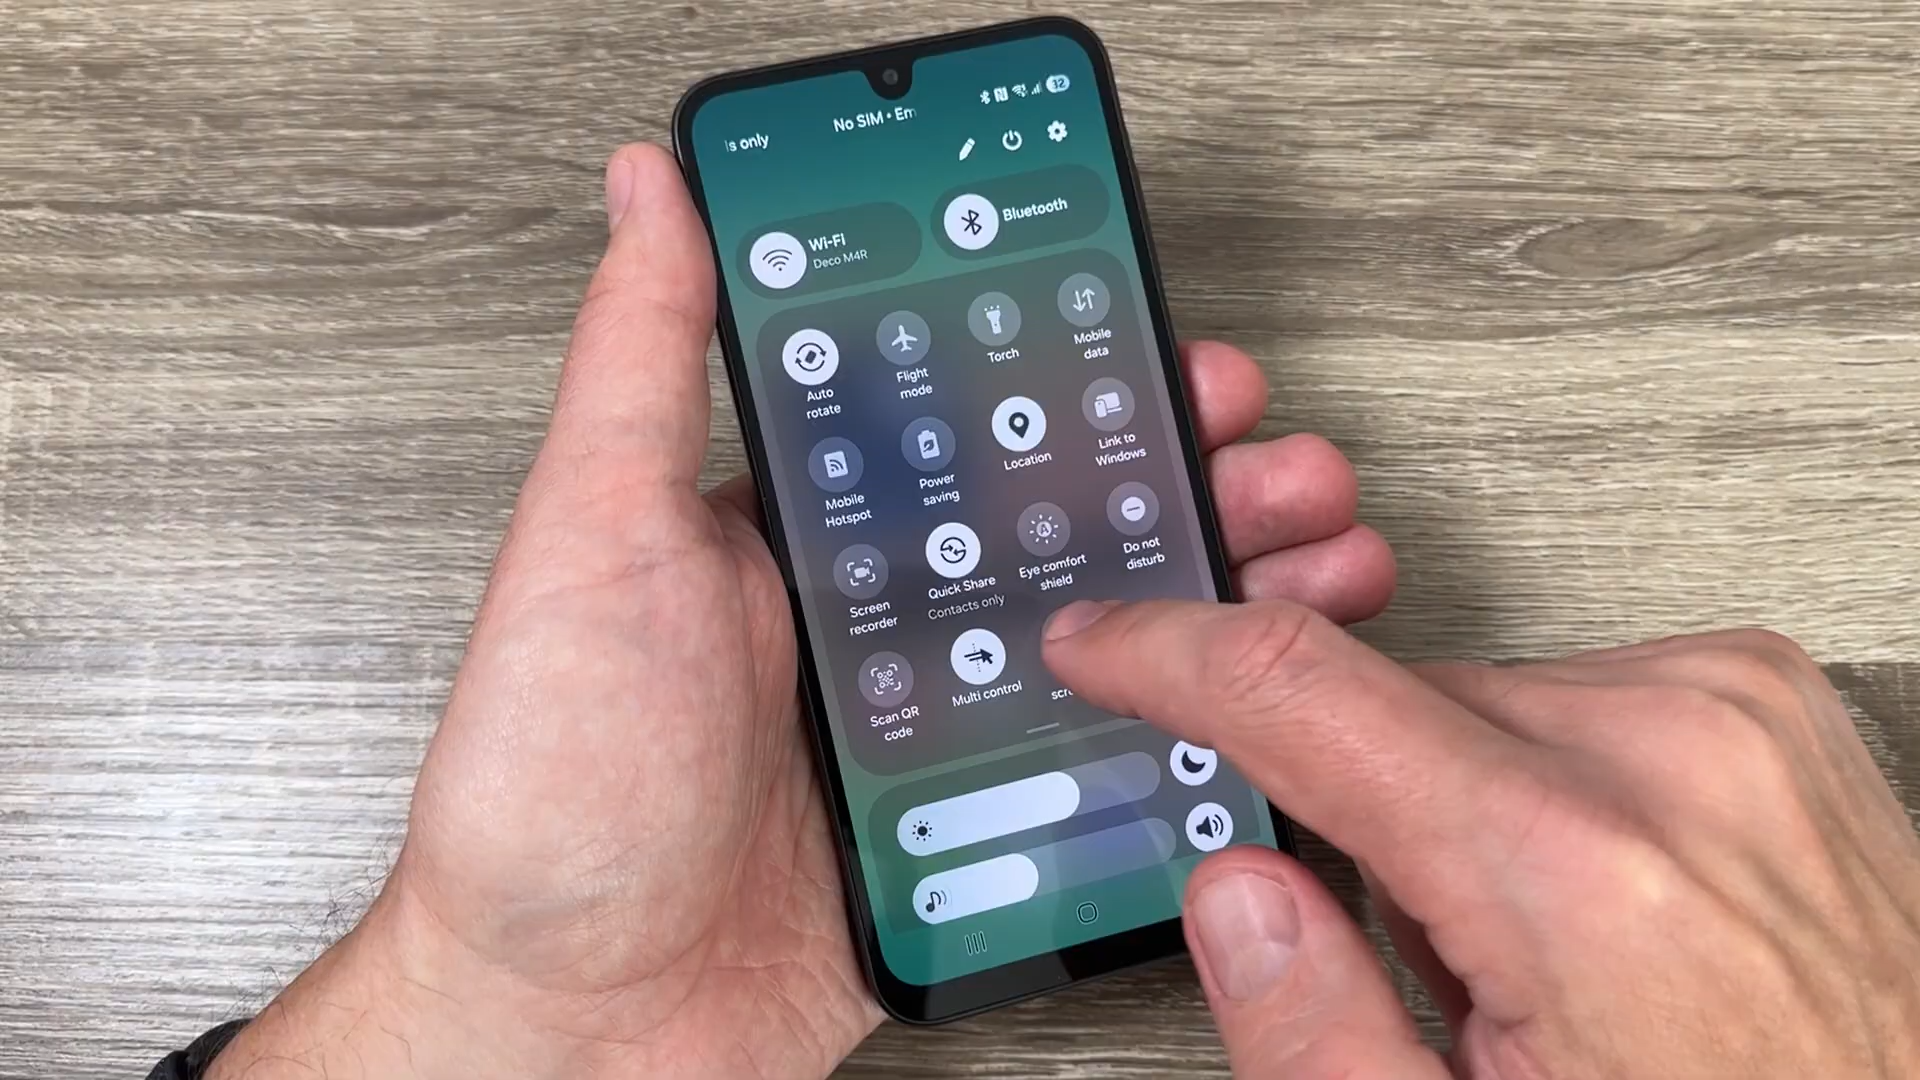 ls only
No SIM • Em
32
Wi-Fi
Deco M4R
Bluetooth
Auto
rotate
Flight
mode
Torch
Mobile
data
Mobile
Hotspot
Power
saving
Location
Link to
Windows
Screen
recorder
Quick Share
Contacts only
Eye comfort
shield
Do not
disturb
Scan QR
code
Multi control
scr